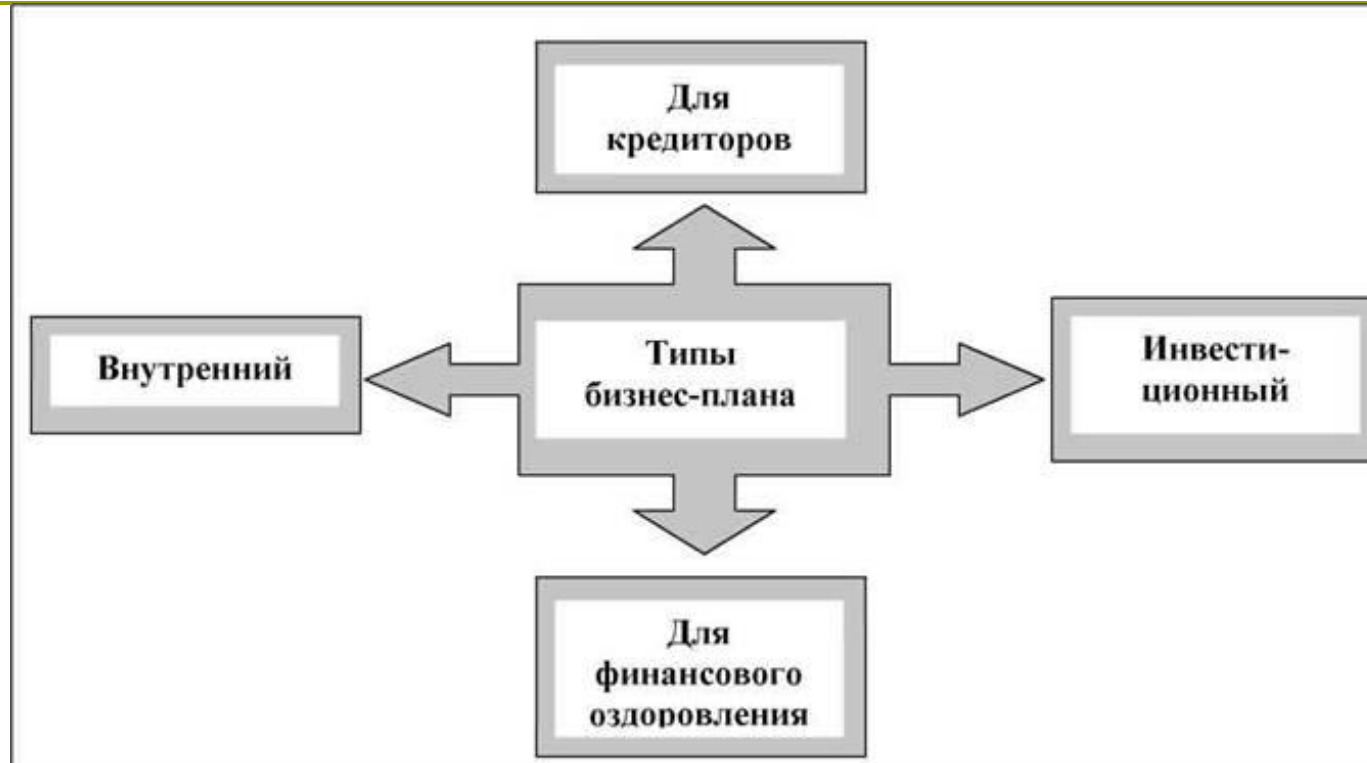 Для
кредиторов
Внутренний
Типы
бизнес-плана
Инвести-
ционный
Для
финансового
оздоровления